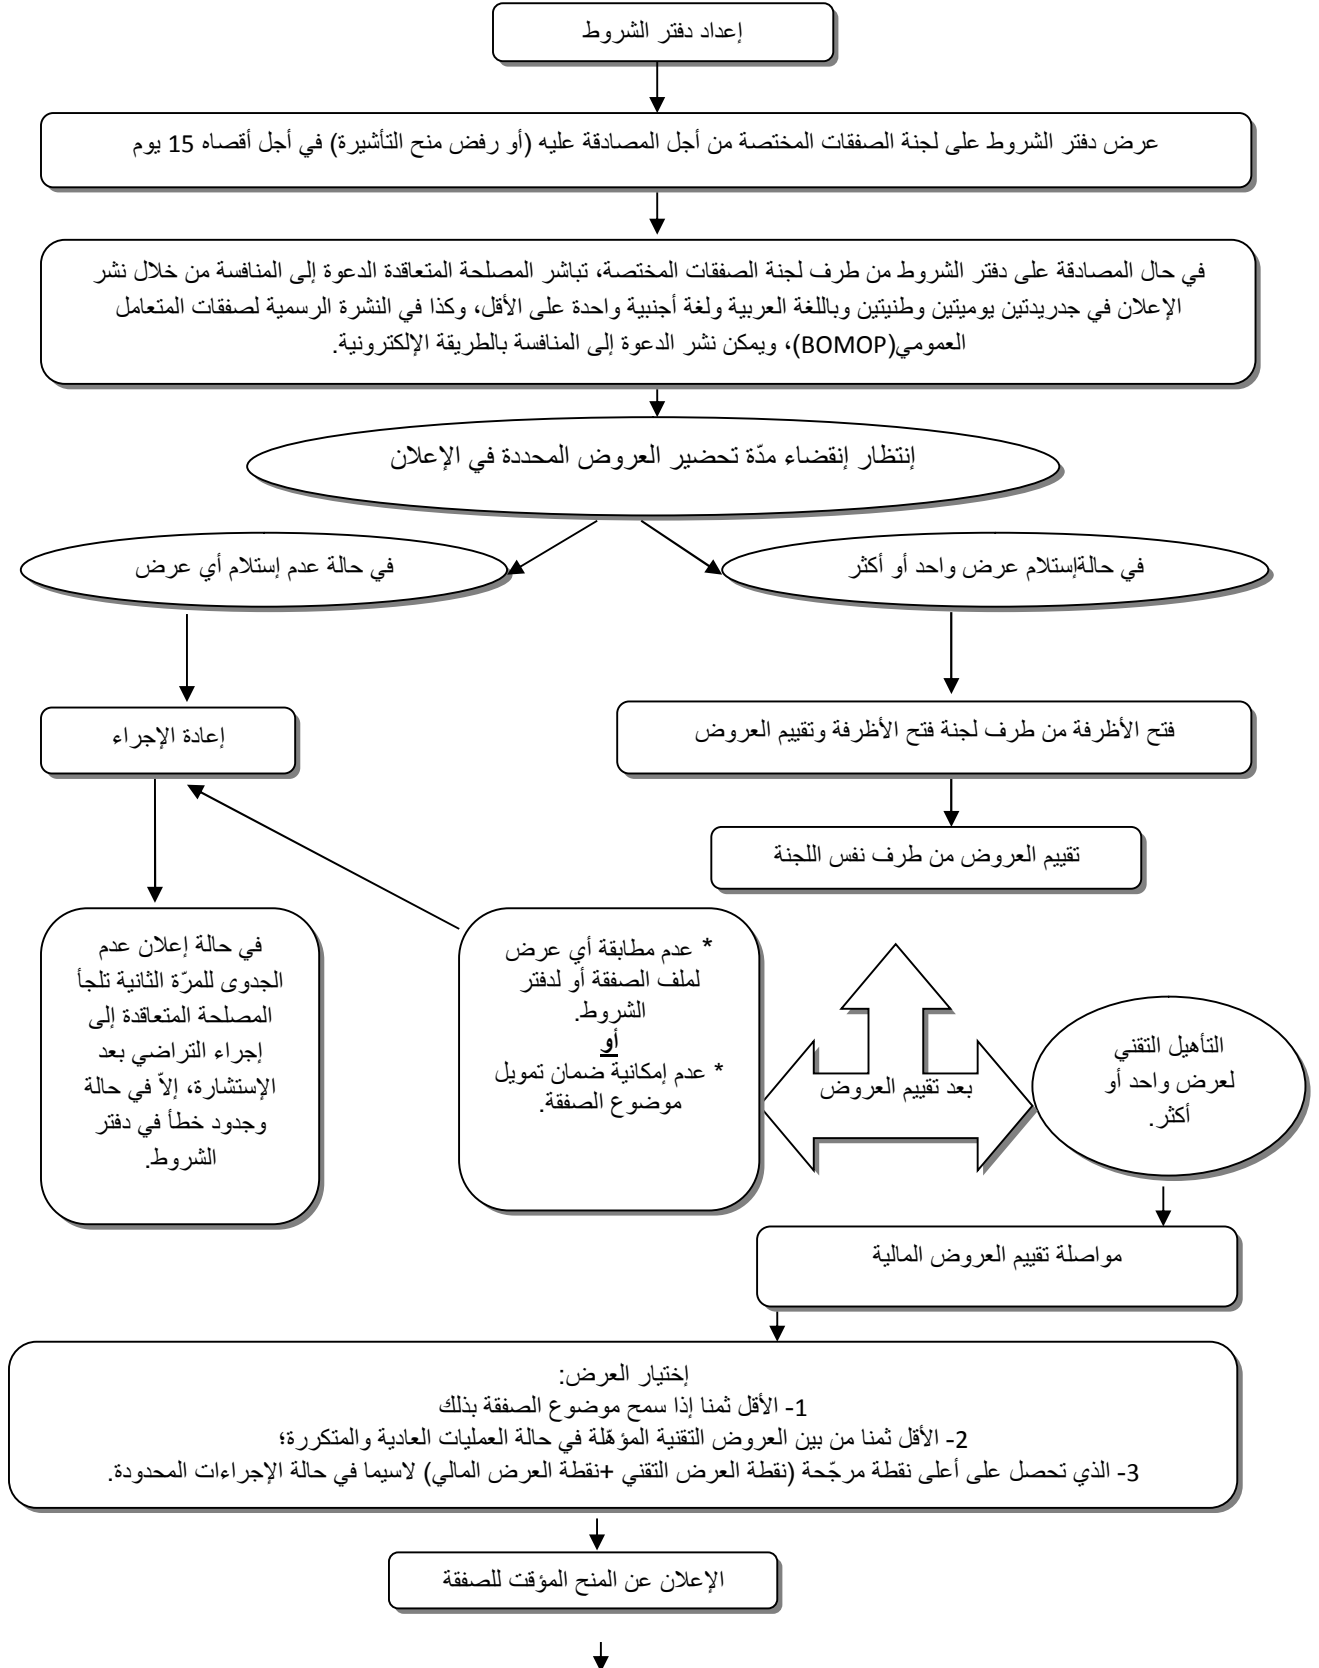 إعداد دفتر الشروط
عرض دفتر الشروط على لجنة الصفقات المختصة من أجل المصادقة عليه (أو رفض منح التأشيرة) في أجل أقصاه 15 يوم
في حال المصادقة على دفتر الشروط من طرف لجنة الصفقات المختصة، تباشر المصلحة المتعاقدة الدعوة إلى المنافسة من خلال نشر
الإعلان في جدريدتين يوميتين وطنيتين وباللغة العربية ولغة أجنبية واحدة على الأقل، وكذا في النشرة الرسمية لصفقات المتعامل
العمومي(BOMOP)، ويمكن نشر الدعوة إلى المنافسة بالطريقة الإلكترونية.
إنتظار إنقضاء مدّة تحضير العروض المحددة في الإعلان
في حالةإستلام عرض واحد أو أكثر
في حالة عدم إستلام أي عرض
فتح الأظرفة من طرف لجنة فتح الأظرفة وتقييم العروض
إعادة الإجراء
تقييم العروض من طرف نفس اللجنة
التأهيل التقني
لعرض واحد أو
أكثر.
بعد تقييم العروض
* عدم مطابقة أي عرض
لملف الصفقة أو لدفتر
الشروط.
أو
* عدم إمكانية ضمان تمويل
موضوع الصفقة.
في حالة إعلان عدم
الجدوى للمرّة الثانية تلجأ
المصلحة المتعاقدة إلى
إجراء التراضي بعد
الإستشارة، إلاّ في حالة
وجدود خطأ في دفتر
الشروط.
مواصلة تقييم العروض المالية
إختيار العرض:
1- الأقل ثمنا إذا سمح موضوع الصفقة بذلك
2- الأقل ثمنا من بين العروض التقنية المؤهّلة في حالة العمليات العادية والمتكررة؛
3- الذي تحصل على أعلى نقطة مرجّحة (نقطة العرض التقني +نقطة العرض المالي) لاسيما في حالة الإجراءات المحدودة.
الإعلان عن المنح المؤقت للصفقة